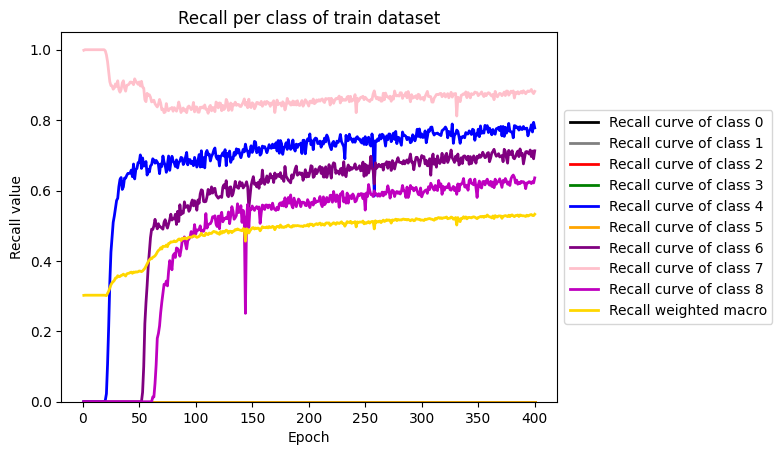 Recall per class of train dataset
Recall value
1.0
0.8
0.6
0.4
0.2
0.0
0
50
100
150
200
250
300
350
400
Epoch
Recall curve of class 0
Recall curve of class 1
Recall curve of class 2
Recall curve of class 3
Recall curve of class 4
Recall curve of class 5
Recall curve of class 6
Recall curve of class 7
Recall curve of class 8
Recall weighted macro